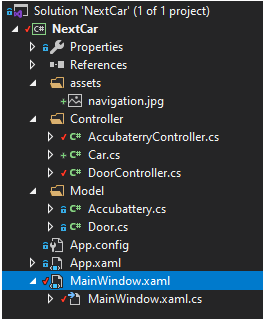 Solution 'NextCar' (1 of 1 project)
C# NextCar
Properties
References
assets
navigation.jpg
Controller
C# AccubaterryController.cs
C# Car.cs
C# DoorController.cs
Model
C# Accubattery.cs
C# Door.cs
App.config
App.xaml
MainWindow.xaml
MainWindow.xaml.cs